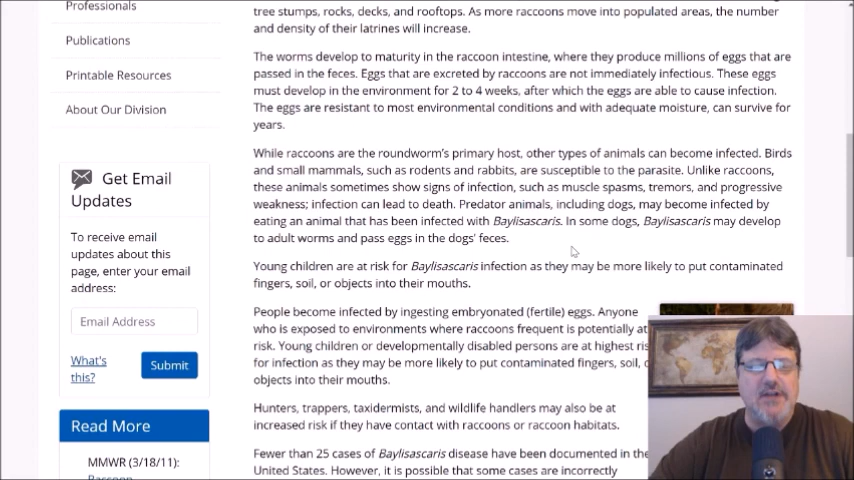 Professionals
Publications
Printable Resources
About Our Division
Get Email
Updates
To receive email
updates about this
page, enter your email
address:
Email Address
What's
this?
Submit
Read More
MMWR (3/18/11):
Raccoon
tree stumps, rocks, decks, and rooftops. As more raccoons move into populated areas, the number
and density of their latrines will increase.
The worms develop to maturity in the raccoon intestine, where they produce millions of eggs that are
passed in the feces. Eggs that are excreted by raccoons are not immediately infectious. These eggs
must develop in the environment for 2 to 4 weeks, after which the eggs are able to cause infection.
The eggs are resistant to most environmental conditions and with adequate moisture, can survive for
years.
While raccoons are the roundworm's primary host, other types of animals can become infected. Birds
and small mammals, such as rodents and rabbits, are susceptible to the parasite. Unlike raccoons,
these animals sometimes show signs of infection, such as muscle spasms, tremors, and progressive
weakness; infection can lead to death. Predator animals, including dogs, may become infected by
eating an animal that has been infected with Baylisascaris. In some dogs, Baylisascaris may develop
to adult worms and pass eggs in the dogs' feces.
Young children are at risk for Baylisascaris infection as they may be more likely to put contaminated
fingers, soil, or objects into their mouths.
People become infected by ingesting embryonated (fertile) eggs. Anyone
who is exposed to environments where raccoons frequent is potentially at
risk. Young children or developmentally disabled persons are at highest
for infection as they may be more likely to put contaminated fingers, soil,
objects into their mouths.
Hunters, trappers, taxidermists, and wildlife handlers may also be at
increased risk if they have contact with raccoons or raccoon habitats.
Fewer than 25 cases of Baylisascaris disease have been documented in the
United States. However, it is possible that some cases are incorrectly